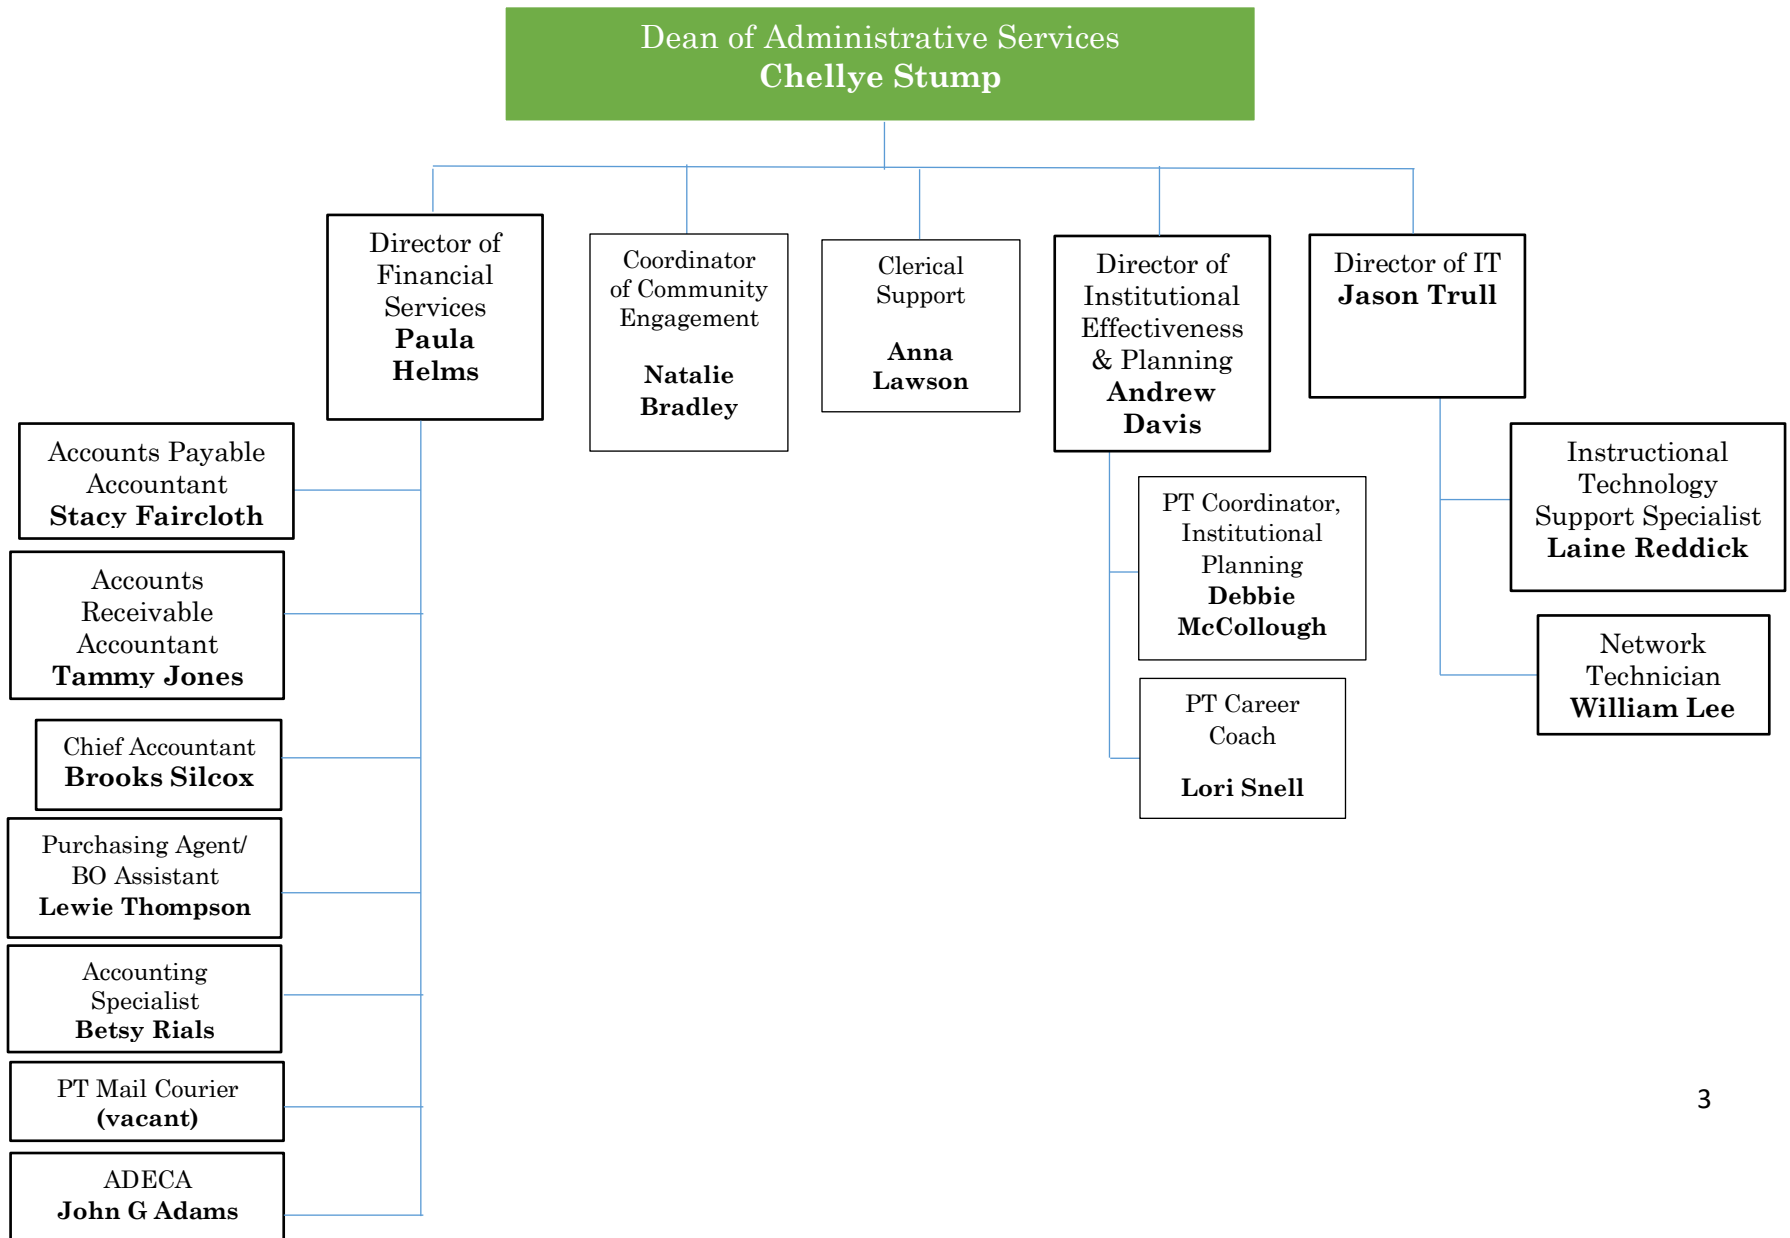 Dean of Administrative Services
Chellye Stump
Director of
Financial
Services
Paula
Helms
Coordinator
of Community
Engagement
Natalie
Bradley
Clerical
Support
Anna
Lawson
Director of
Institutional
Effectiveness
& Planning
Andrew
Davis
Director of IT
Jason Trull
Accounts Payable
Accountant
Stacy Faircloth
Accounts
Receivable
Accountant
Tammy Jones
Chief Accountant
Brooks Silcox
Purchasing Agent/
BO Assistant
Lewie Thompson
Accounting
Specialist
Betsy Rials
PT Mail Courier
(vacant)
ADECA
John G Adams
PT Coordinator,
Institutional
Planning
Debbie
McCollough
PT Career
Coach
Lori Snell
Instructional
Technology
Support Specialist
Laine Reddick
Network
Technician
William Lee
3